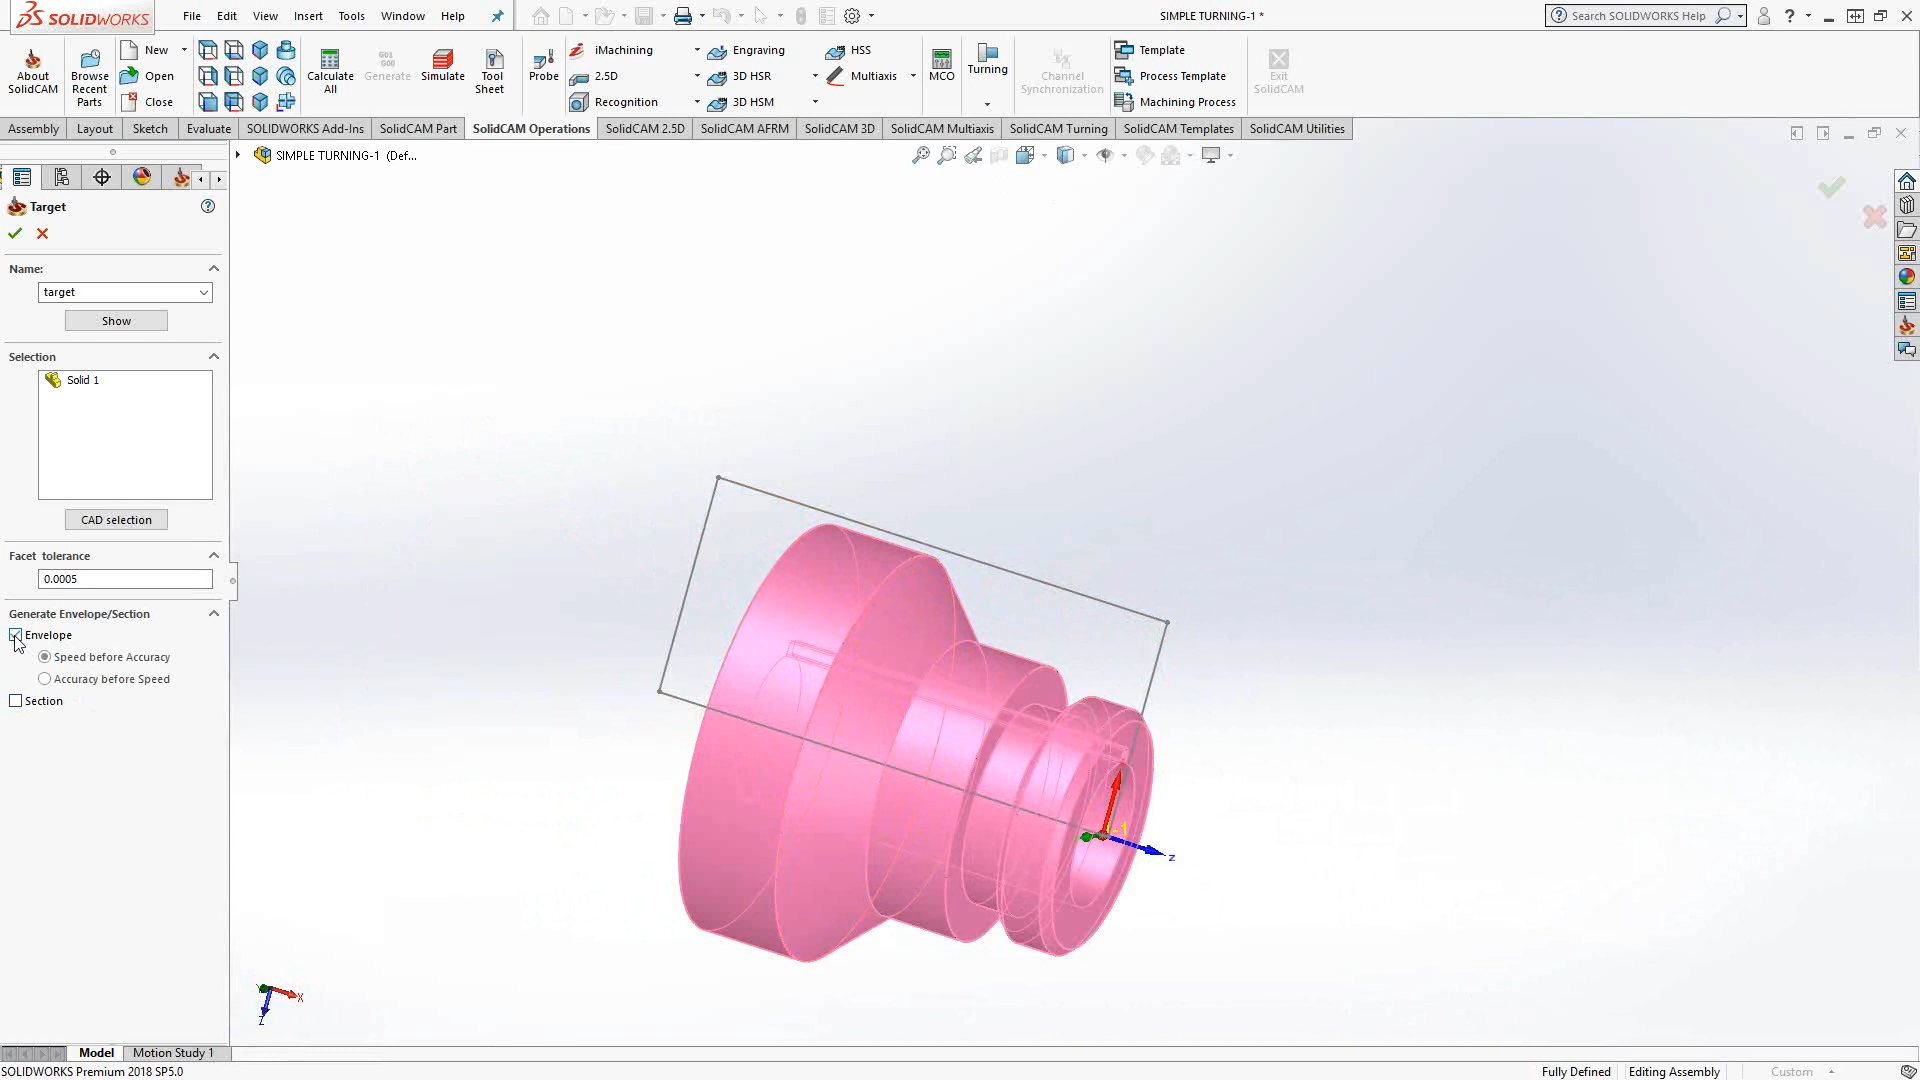 SOLIDWORKS
File Edit View Insert Tools Window Help
SIMPLE TURNING-1 *
Search SOLIDWORKS Help
About SolidCAM
Browse Recent Parts
New
Open
Close
Calculate All
G01 G00
Generate
Simulate
Tool Sheet
Probe
iMachining
2.5D
Recognition
Engraving
3D HSR
3D HSM
HSS
Multiaxis
MCO
Turning
Channel Synchronization
Template
Process Template
Machining Process
Exit SolidCAM
Assembly Layout Sketch Evaluate SOLIDWORKS Add-Ins SolidCAM Part SolidCAM Operations SolidCAM 2.5D SolidCAM AFRM SolidCAM 3D SolidCAM Multiaxis SolidCAM Turning SolidCAM Templates SolidCAM Utilities
SIMPLE TURNING-1 (Def...
Target
Name:
target
Show
Selection
Solid 1
CAD selection
Facet tolerance
0.0005
Generate Envelope/Section
Envelope
Speed before Accuracy
Accuracy before Speed
Section
Z
X
Z
Model Motion Study 1
SOLIDWORKS Premium 2018 SP5.0
Fully Defined Editing Assembly Custom